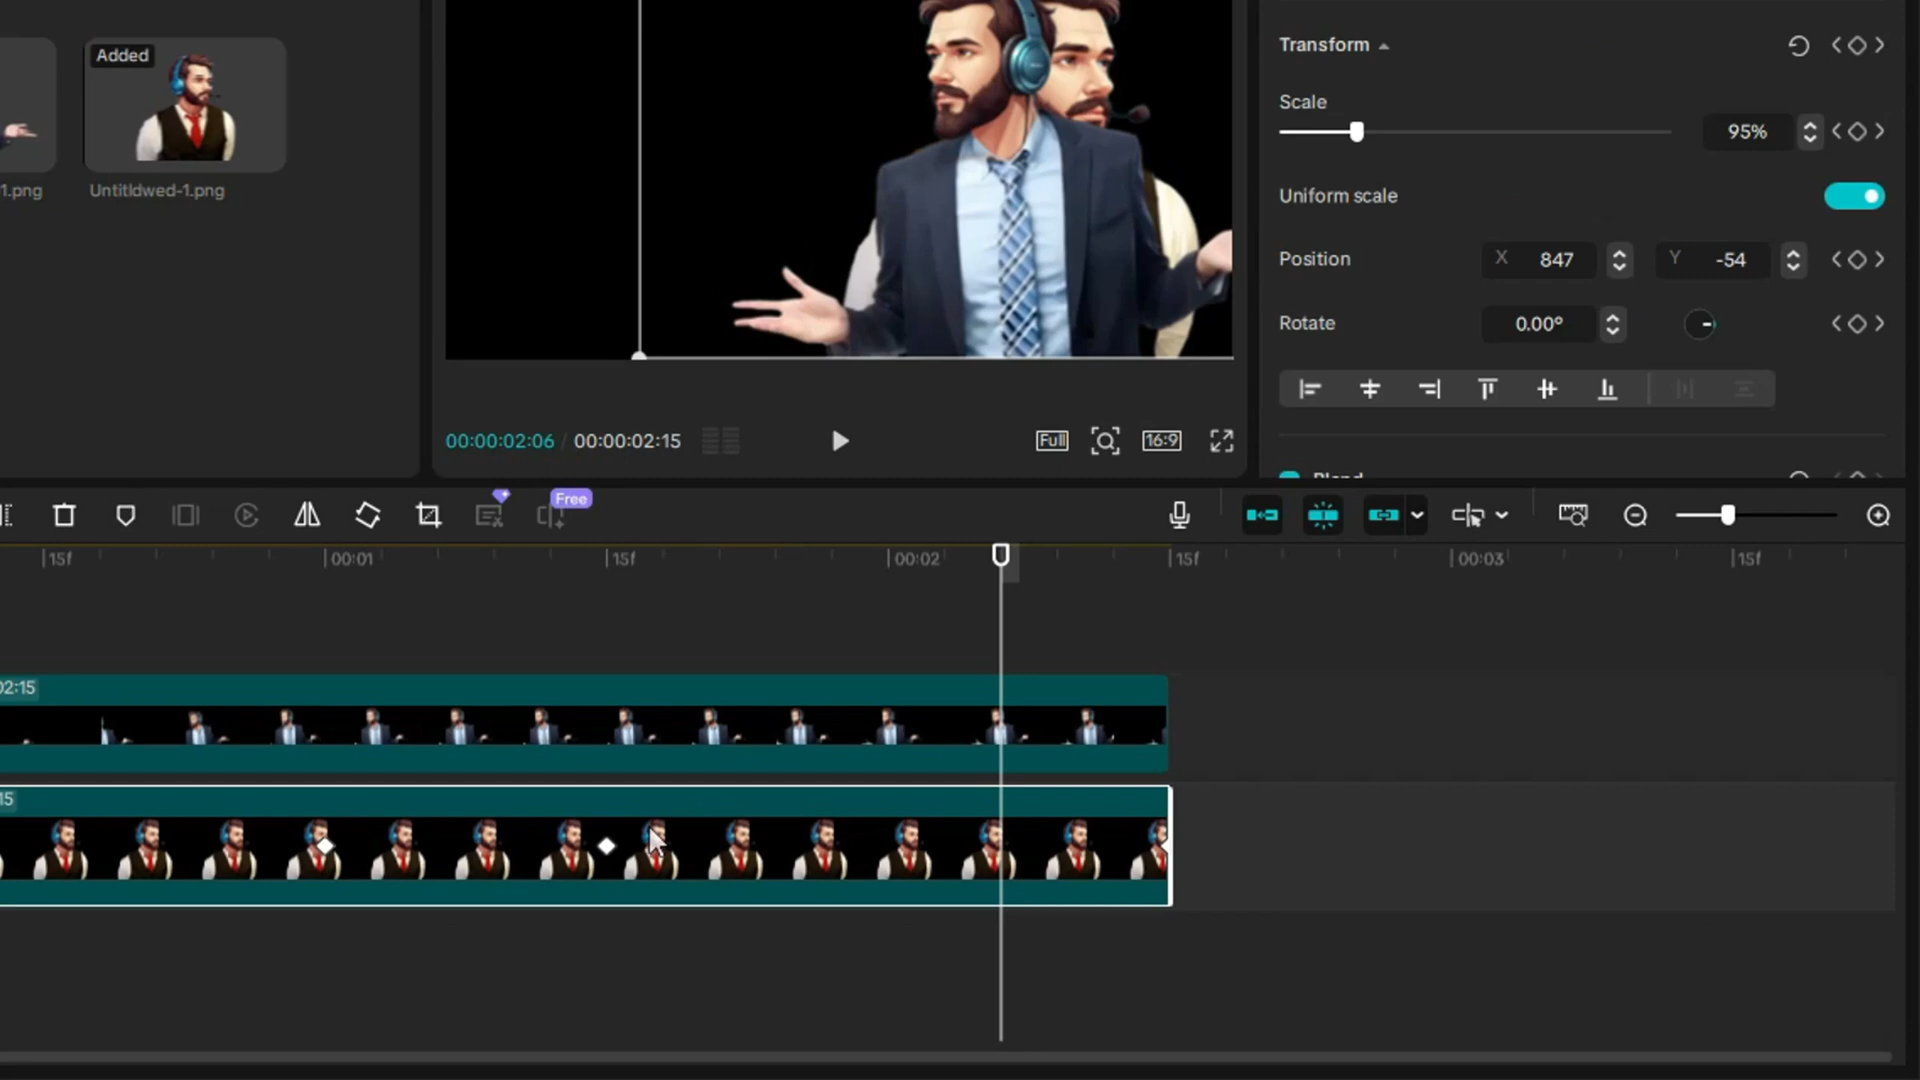 Added
1.png
Untitldwed-1.png
Transform
Scale
95%
Uniform scale
Position
X 847
Y -54
Rotate
0.00°
00:00:02:06 / 00:00:02:15
Full
16:9
Free
15f
00:01
15f
00:02
15f
00:03
15f
02:15
15